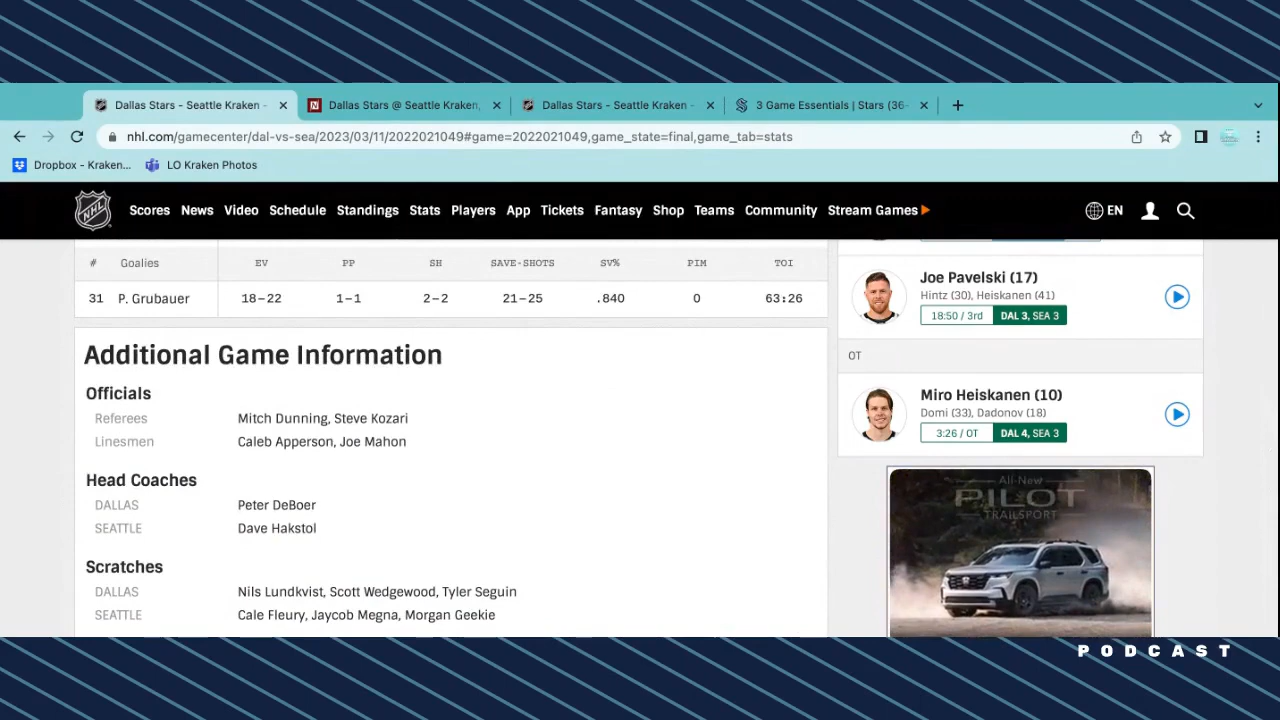 Dallas Stars - Seattle Kraken -
Dallas Stars @ Seattle Kraken,
Dallas Stars - Seattle Kraken -
3 Game Essentials | Stars (36-
nhl.com/gamecenter/dal-vs-sea/2023/03/11/2022021049#game=2022021049,game_state=final,game_tab=stats
Dropbox - Kraken...
LO Kraken Photos
NHL
Scores News Video Schedule Standings Stats Players App Tickets Fantasy Shop Teams Community Stream Games
EN
# Goalies EV PP SH SAVE-SHOTS SV% PIM TOI
31 P. Grubauer 18-22 1-1 2-2 21-25 .840 0 63:26
Additional Game Information
Officials
Referees Mitch Dunning, Steve Kozari
Linesmen Caleb Apperson, Joe Mahon
Head Coaches
DALLAS Peter DeBoer
SEATTLE Dave Hakstol
Scratches
DALLAS Nils Lundkvist, Scott Wedgewood, Tyler Seguin
SEATTLE Cale Fleury, Jaycob Megna, Morgan Geekie
Joe Pavelski (17)
Hintz (30), Heiskanen (41)
18:50 / 3rd DAL 3, SEA 3
OT
Miro Heiskanen (10)
Domi (33), Dadonov (18)
3:26 / OT DAL 4, SEA 3
All-New
PILOT
TRAILSPORT
PODCAST